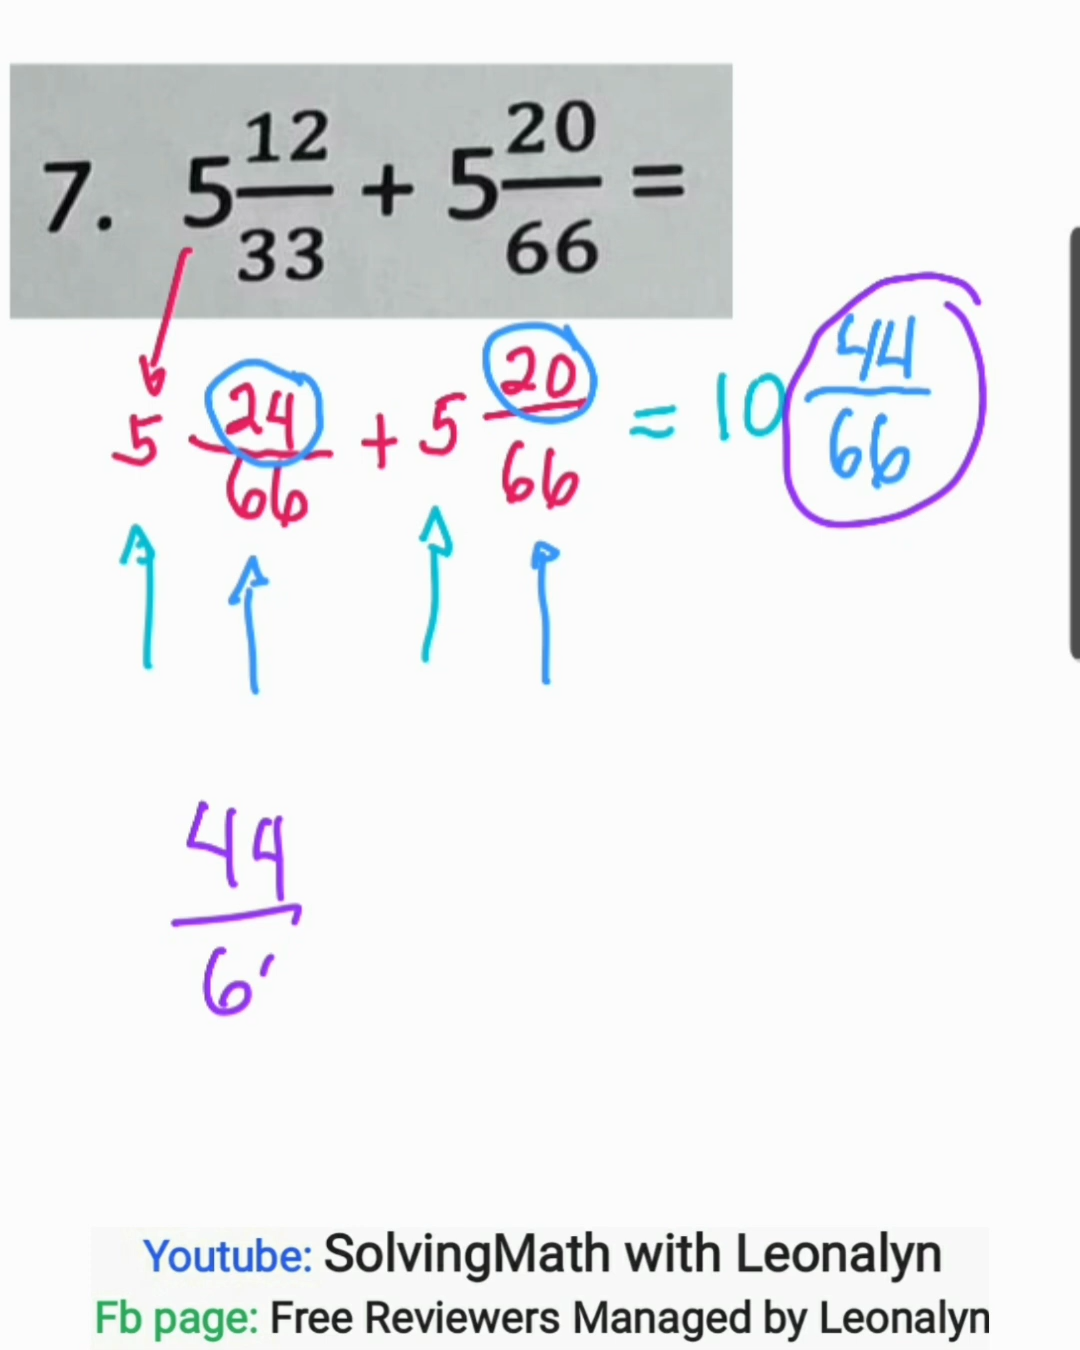 7. 5 12/33 + 5 20/66 =
5 24/66 + 5 20/66 = 10 44/66
44/6
Youtube: SolvingMath with Leonalyn
Fb page: Free Reviewers Managed by Leonalyn